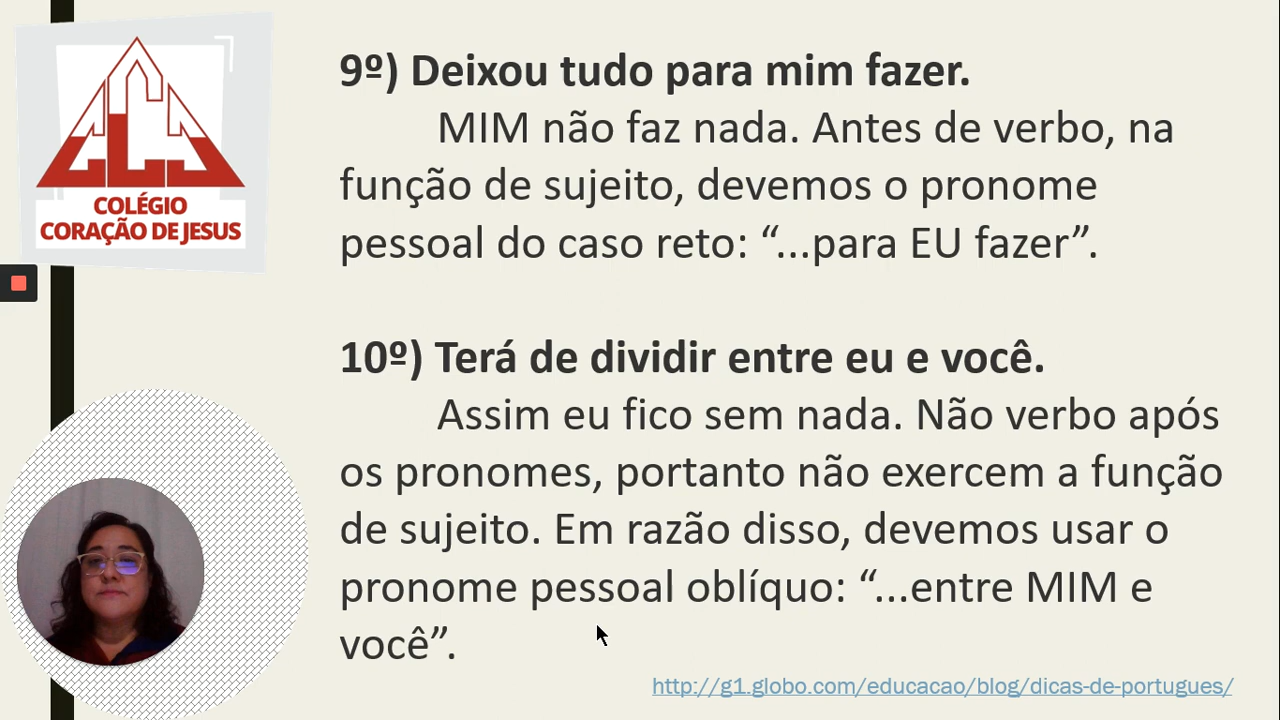 COLÉGIO
CORAÇÃO DE JESUS
9º) Deixou tudo para mim fazer.
MIM não faz nada. Antes de verbo, na
função de sujeito, devemos o pronome
pessoal do caso reto: “...para EU fazer”.
10º) Terá de dividir entre eu e você.
Assim eu fico sem nada. Não verbo após
os pronomes, portanto não exercem a função
de sujeito. Em razão disso, devemos usar o
pronome pessoal oblíquo: “...entre MIM e
você”.
http://g1.globo.com/educacao/blog/dicas-de-portugues/